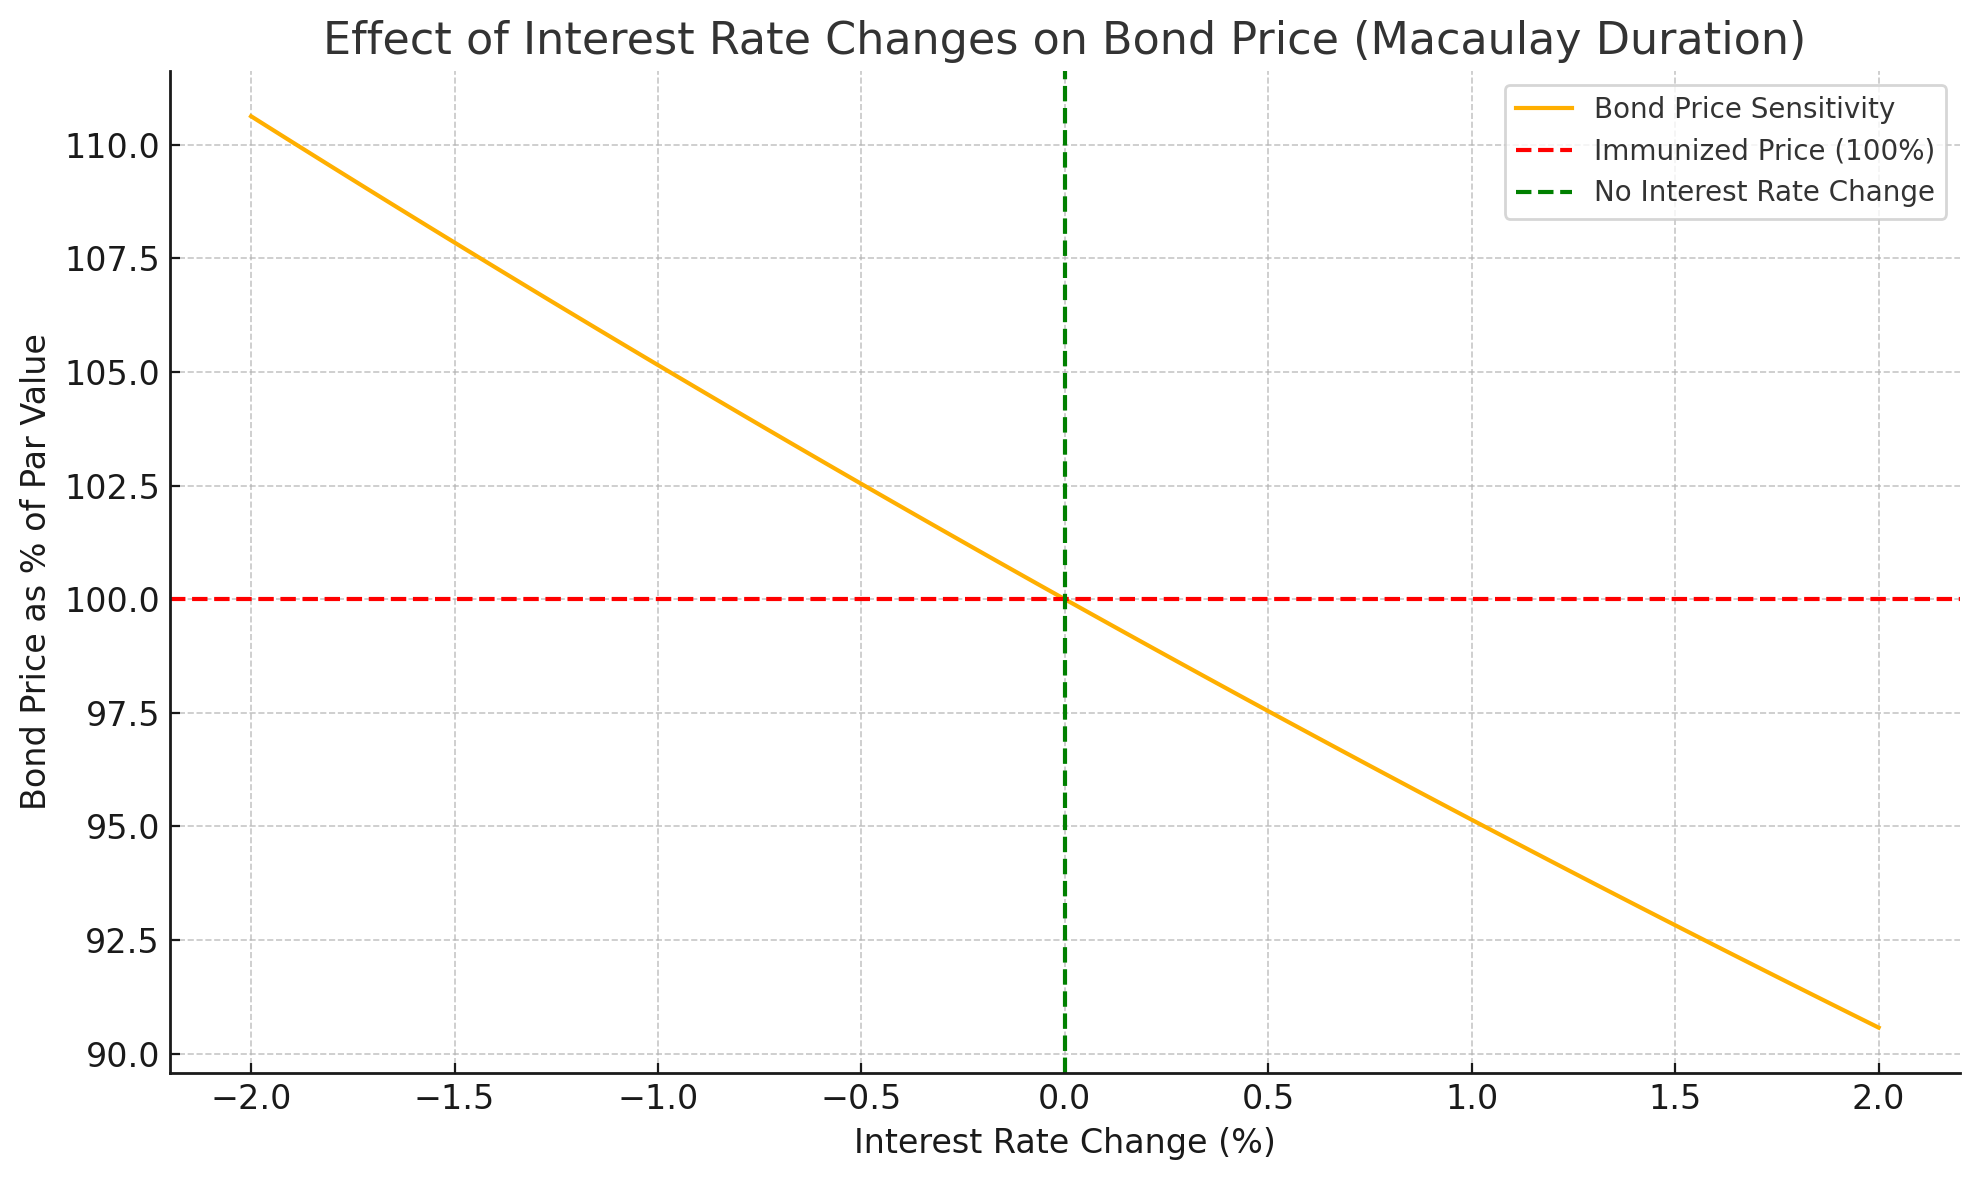 Effect of Interest Rate Changes on Bond Price (Macaulay Duration)
Bond Price Sensitivity
Immunized Price (100%)
No Interest Rate Change
Bond Price as % of Par Value
110.0
107.5
105.0
102.5
100.0
97.5
95.0
92.5
90.0
−2.0 −1.5 −1.0 −0.5 0.0 0.5 1.0 1.5 2.0
Interest Rate Change (%)